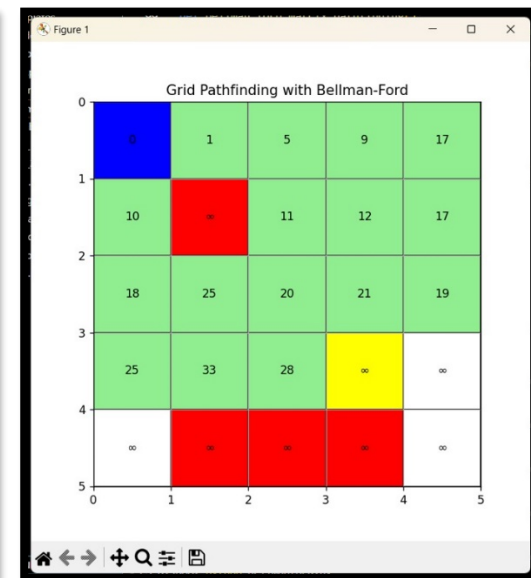 Figure 1
Grid Pathfinding with Bellman-Ford
0
0 1 5 9 17
1
10 ∞ 11 12 17
2
18 25 20 21 19
3
25 33 28 ∞ ∞
4
∞ ∞ ∞ ∞ ∞
5
0 1 2 3 4 5